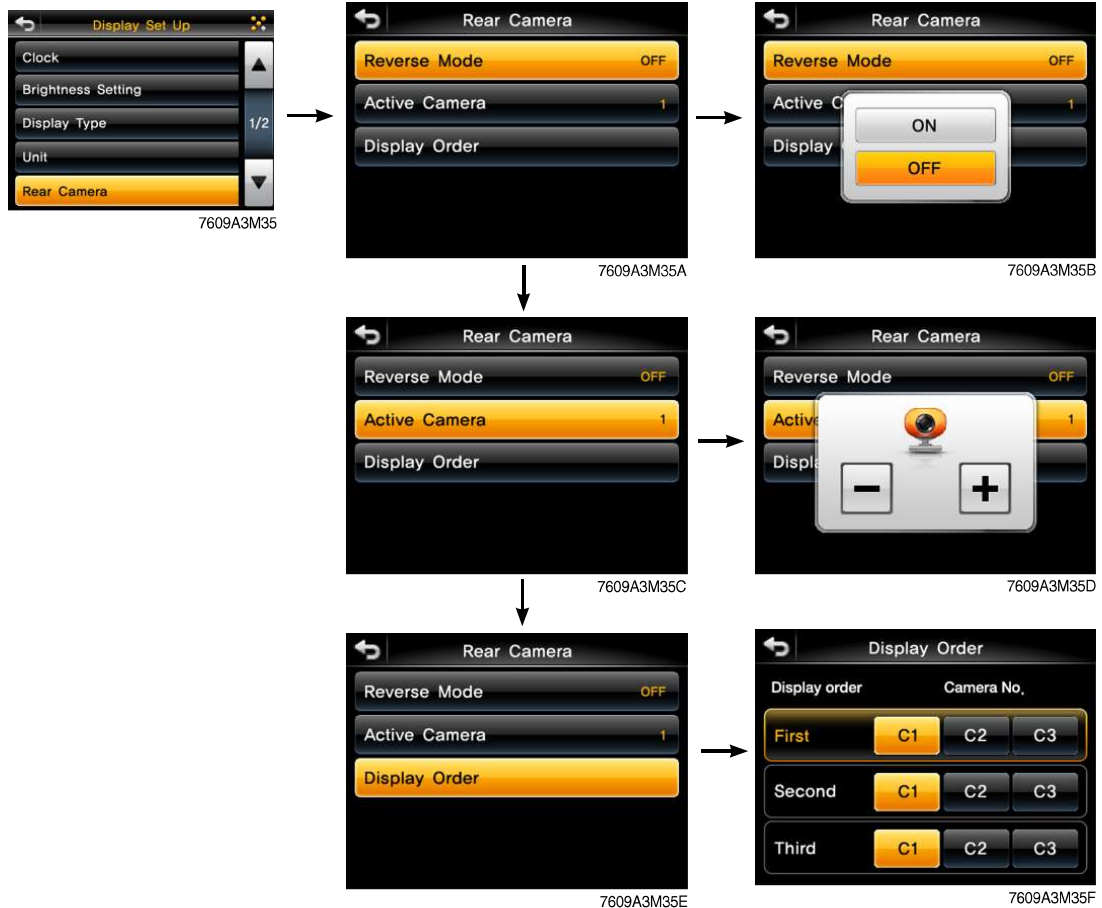 Display Set Up
Clock
Brightness Setting
Display Type
1/2
Unit
Rear Camera
7609A3M35
Rear Camera
Reverse Mode OFF
Active Camera 1
Display Order
7609A3M35A
Rear Camera
Reverse Mode OFF
Active C 1
ON
Display
OFF
7609A3M35B
Rear Camera
Reverse Mode OFF
Active Camera 1
Display Order
7609A3M35C
Rear Camera
Reverse Mode OFF
Active 1
Displa
− +
7609A3M35D
Rear Camera
Reverse Mode OFF
Active Camera 1
Display Order
7609A3M35E
Display Order
Display order Camera No.
First C1 C2 C3
Second C1 C2 C3
Third C1 C2 C3
7609A3M35F